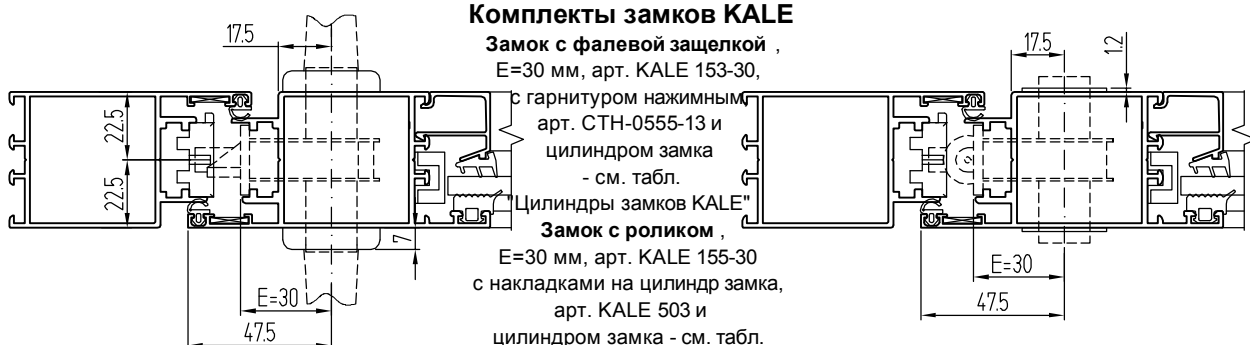 Комплекты замков KALE
Замок с фалевой защелкой ,
E=30 мм, арт. KALE 153-30,
с гарнитуром нажимным
арт. СТН-0555-13 и
цилиндром замка
- см. табл.
"Цилиндры замков KALE"
Замок с роликом ,
E=30 мм, арт. KALE 155-30
с накладками на цилиндр замка,
арт. KALE 503 и
цилиндром замка - см. табл.
17.5
22.5
22.5
7
E=30
47.5
17.5
1.2
E=30
47.5